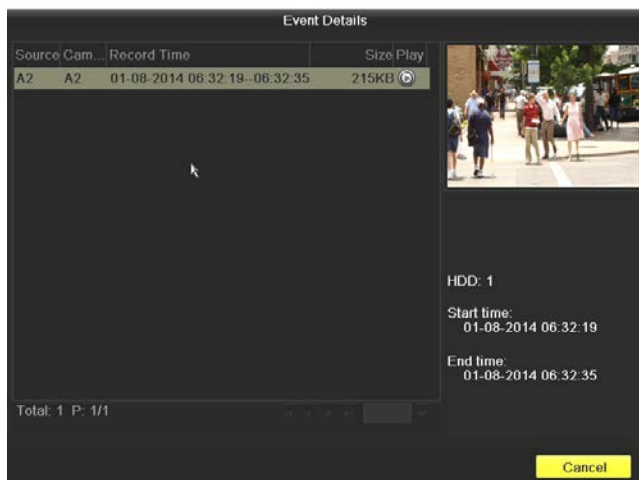 Event Details
Source Cam... Record Time Size Play
A2 A2 01-08-2014 06:32:19--06:32:35 215KB
HDD: 1
Start time:
01-08-2014 06:32:19
End time:
01-08-2014 06:32:35
Total: 1 P: 1/1
Cancel